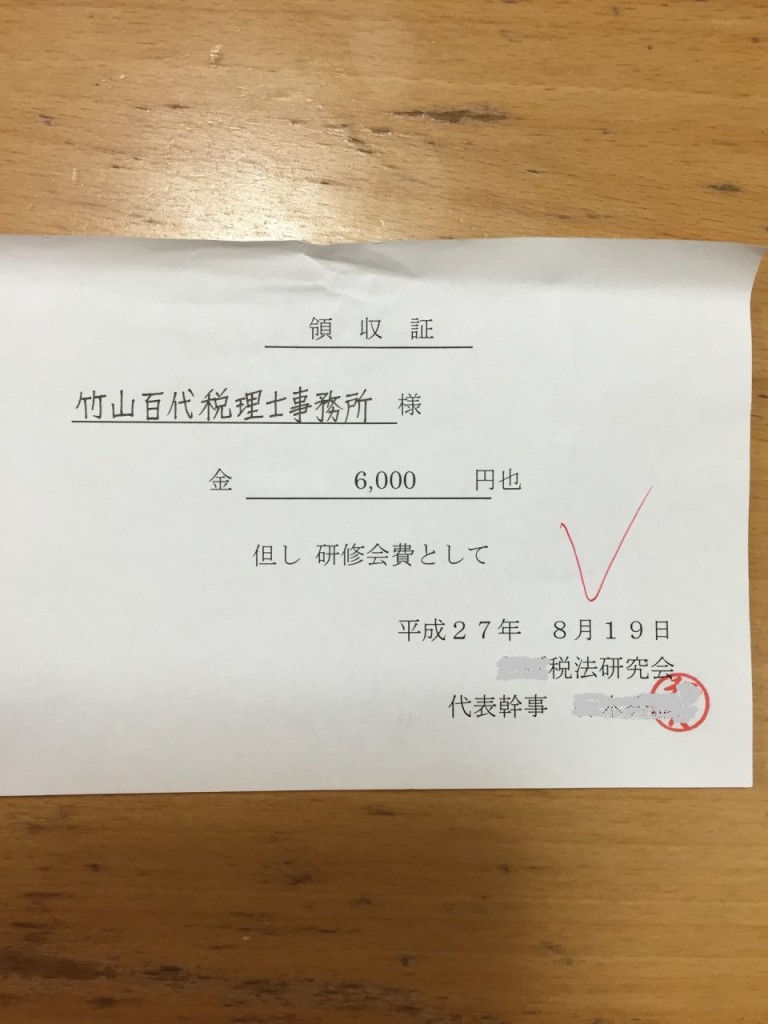 領収証
竹山百代税理士事務所 様
金 6,000 円也
但し 研修会費として
平成27年 8月19日
税法研究会
代表幹事